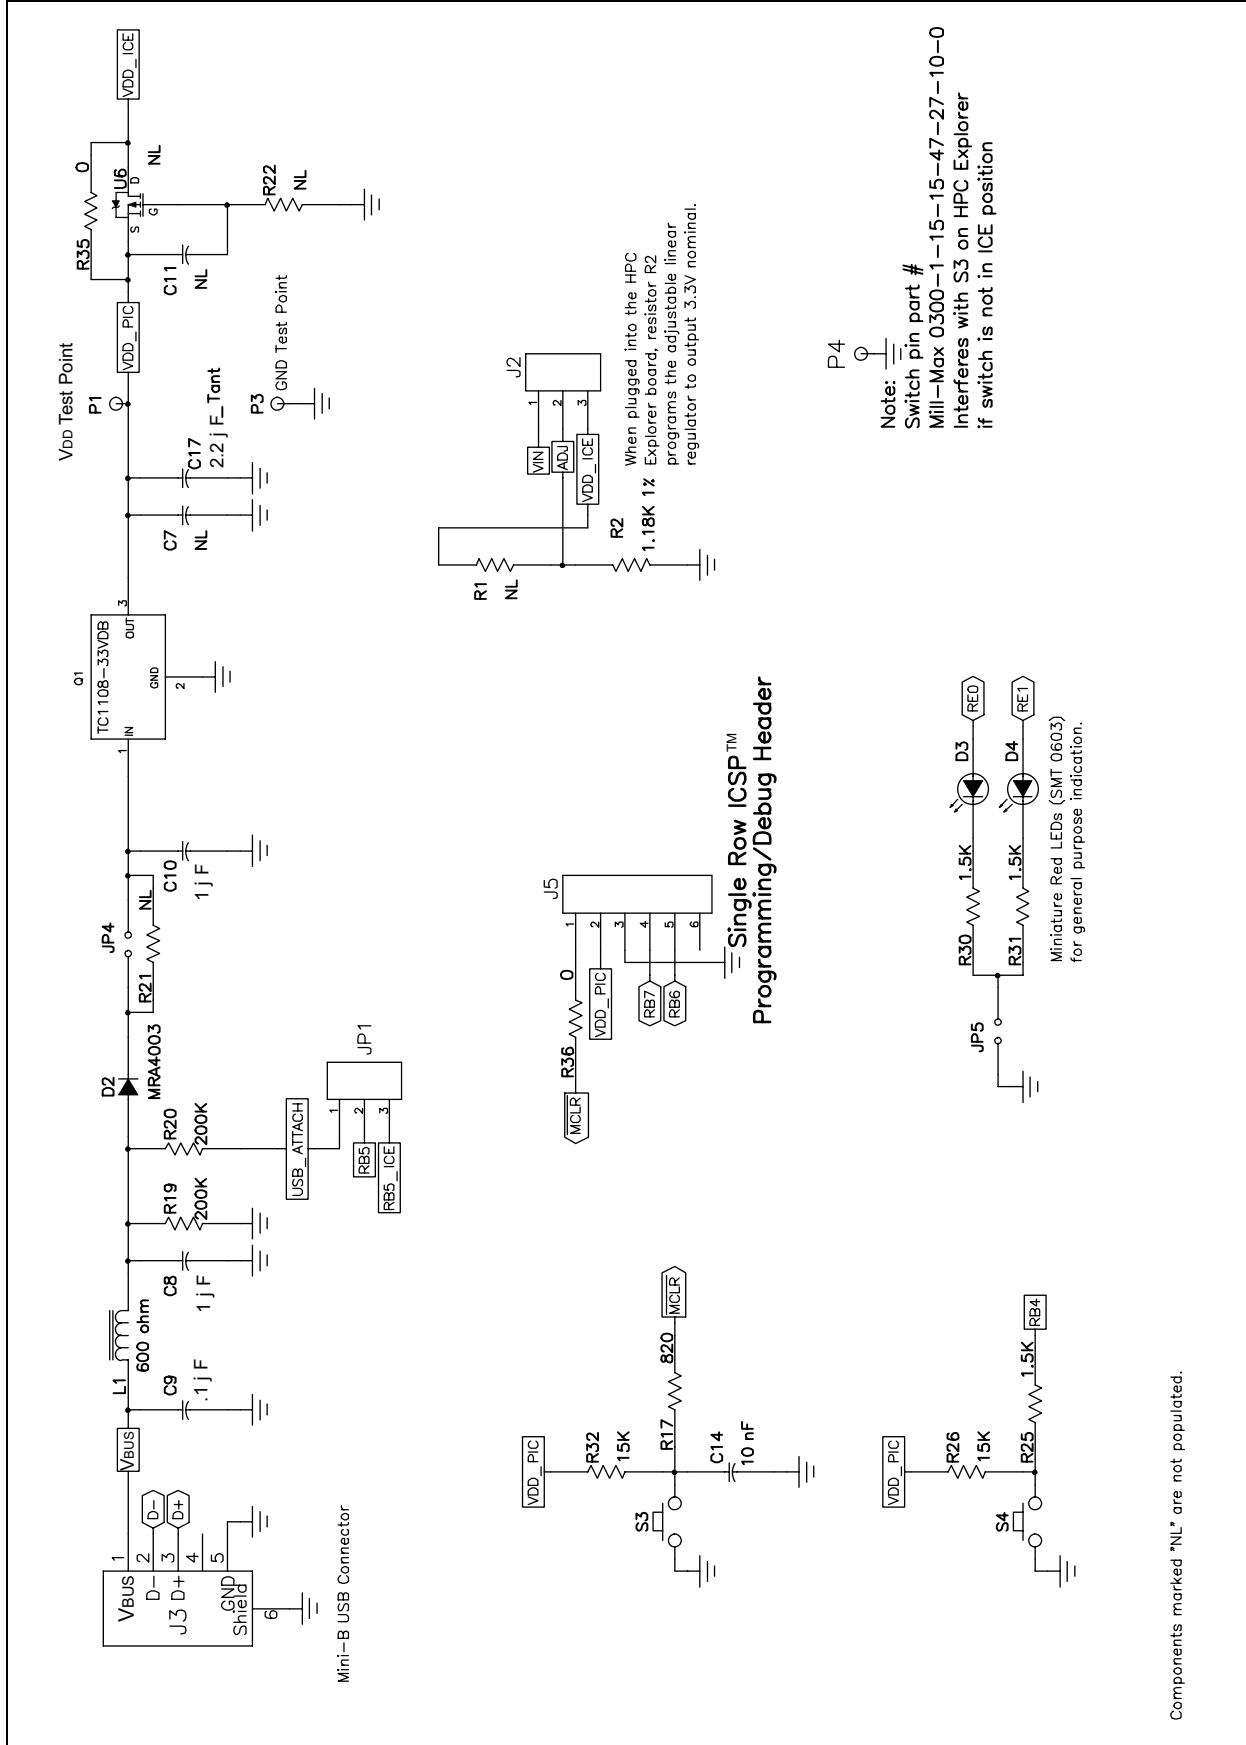 VBUS
D-
J3 D+
GND
Shield
1
2
3
4
5
6
Mini-B USB Connector
VBUS
D-
D+
L1
600 ohm
C9
.1 j F
C8
1 j F
R19
200K
R20
200K
USB_ATTACH
JP1
1
2
3
RB5
RB5_ICE
D2
MRA4003
JP4
R21
NL
C10
1 j F
Q1
TC1108-33VDB
IN
OUT
GND
1
2
3
C7
NL
C17
2.2 j F_Tant
VDD Test Point
P1
P3
GND Test Point
VDD_PIC
R35
0
U6
S
D
G
NL
C11
NL
R22
NL
VDD_ICE
VDD_PIC
R32
15K
S3
R17
820
MCLR
C14
10 nF
MCLR
R36
0
VDD_PIC
RB7
RB6
J5
1
2
3
4
5
6
Single Row ICSP™
Programming/Debug Header
R1
NL
R2
1.18K 1%
VIN
ADJ
VDD_ICE
J2
1
2
3
When plugged into the HPC
Explorer board, resistor R2
programs the adjustable linear
regulator to output 3.3V nominal.
VDD_PIC
R26
15K
S4
R25
1.5K
RB4
JP5
R30
1.5K
D3
RE0
R31
1.5K
D4
RE1
Miniature Red LEDs (SMT 0603)
for general purpose indication.
P4
Note:
Switch pin part #
Mill-Max 0300-1-15-15-47-27-10-0
Interferes with S3 on HPC Explorer
if switch is not in ICE position
Components marked "NL" are not populated.